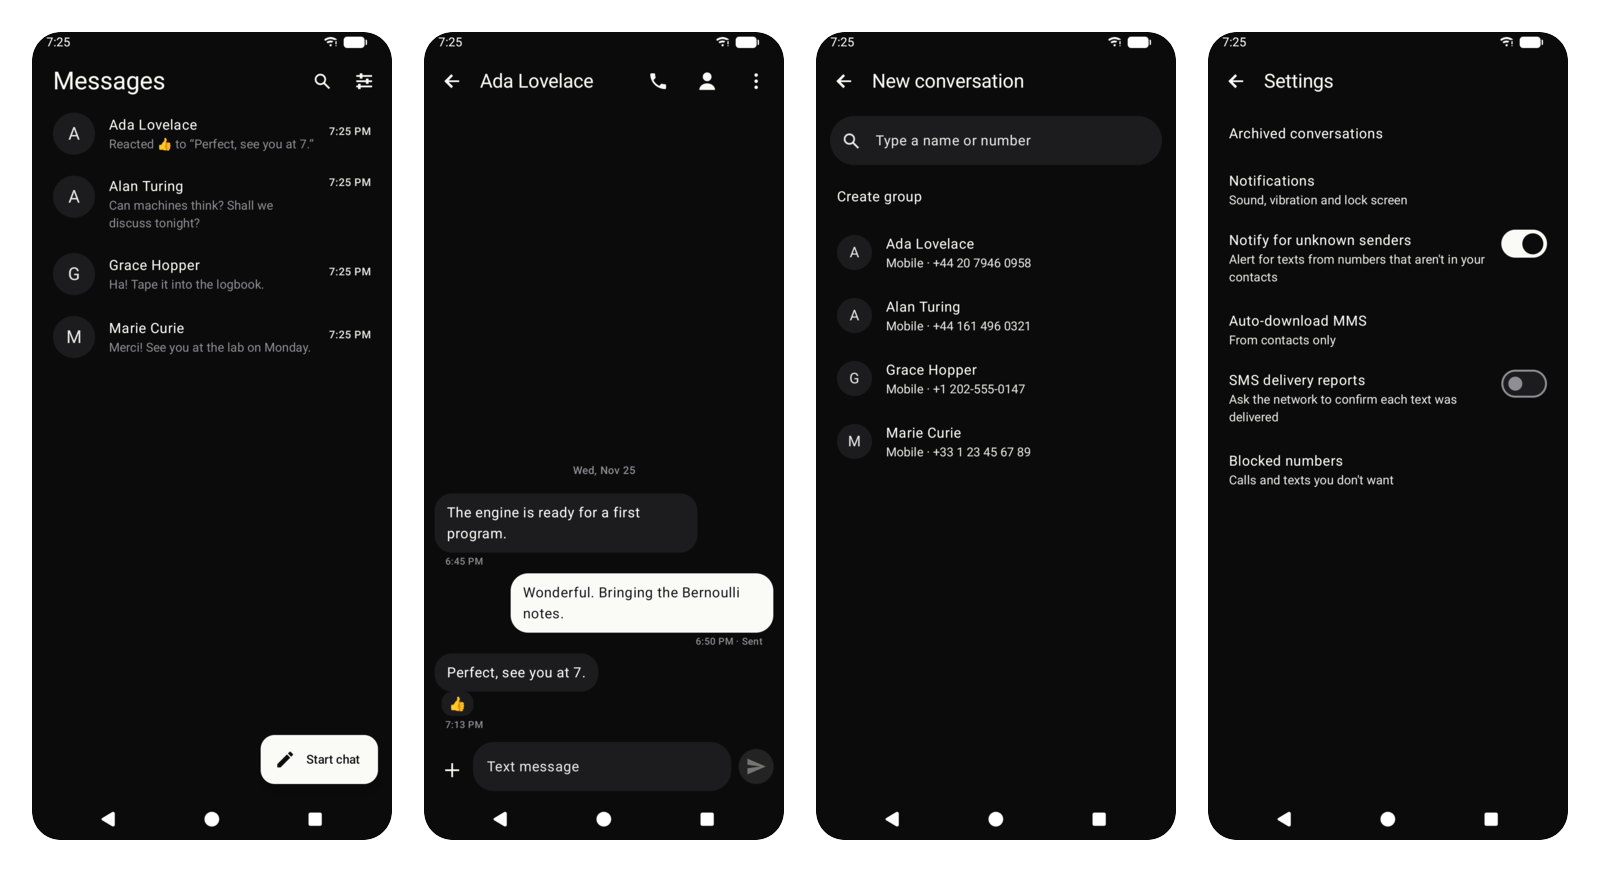 7:25
Messages
A
Ada Lovelace
7:25 PM
Reacted 👍 to “Perfect, see you at 7.”
A
Alan Turing
7:25 PM
Can machines think? Shall we
discuss tonight?
G
Grace Hopper
7:25 PM
Ha! Tape it into the logbook.
M
Marie Curie
7:25 PM
Merci! See you at the lab on Monday.
Start chat
7:25
Ada Lovelace
Wed, Nov 25
The engine is ready for a first
program.
6:45 PM
Wonderful. Bringing the Bernoulli
notes.
6:50 PM · Sent
Perfect, see you at 7.
👍
7:13 PM
Text message
7:25
New conversation
Type a name or number
Create group
A
Ada Lovelace
Mobile · +44 20 7946 0958
A
Alan Turing
Mobile · +44 161 496 0321
G
Grace Hopper
Mobile · +1 202-555-0147
M
Marie Curie
Mobile · +33 1 23 45 67 89
7:25
Settings
Archived conversations
Notifications
Sound, vibration and lock screen
Notify for unknown senders
Alert for texts from numbers that aren't in your
contacts
Auto-download MMS
From contacts only
SMS delivery reports
Ask the network to confirm each text was
delivered
Blocked numbers
Calls and texts you don't want